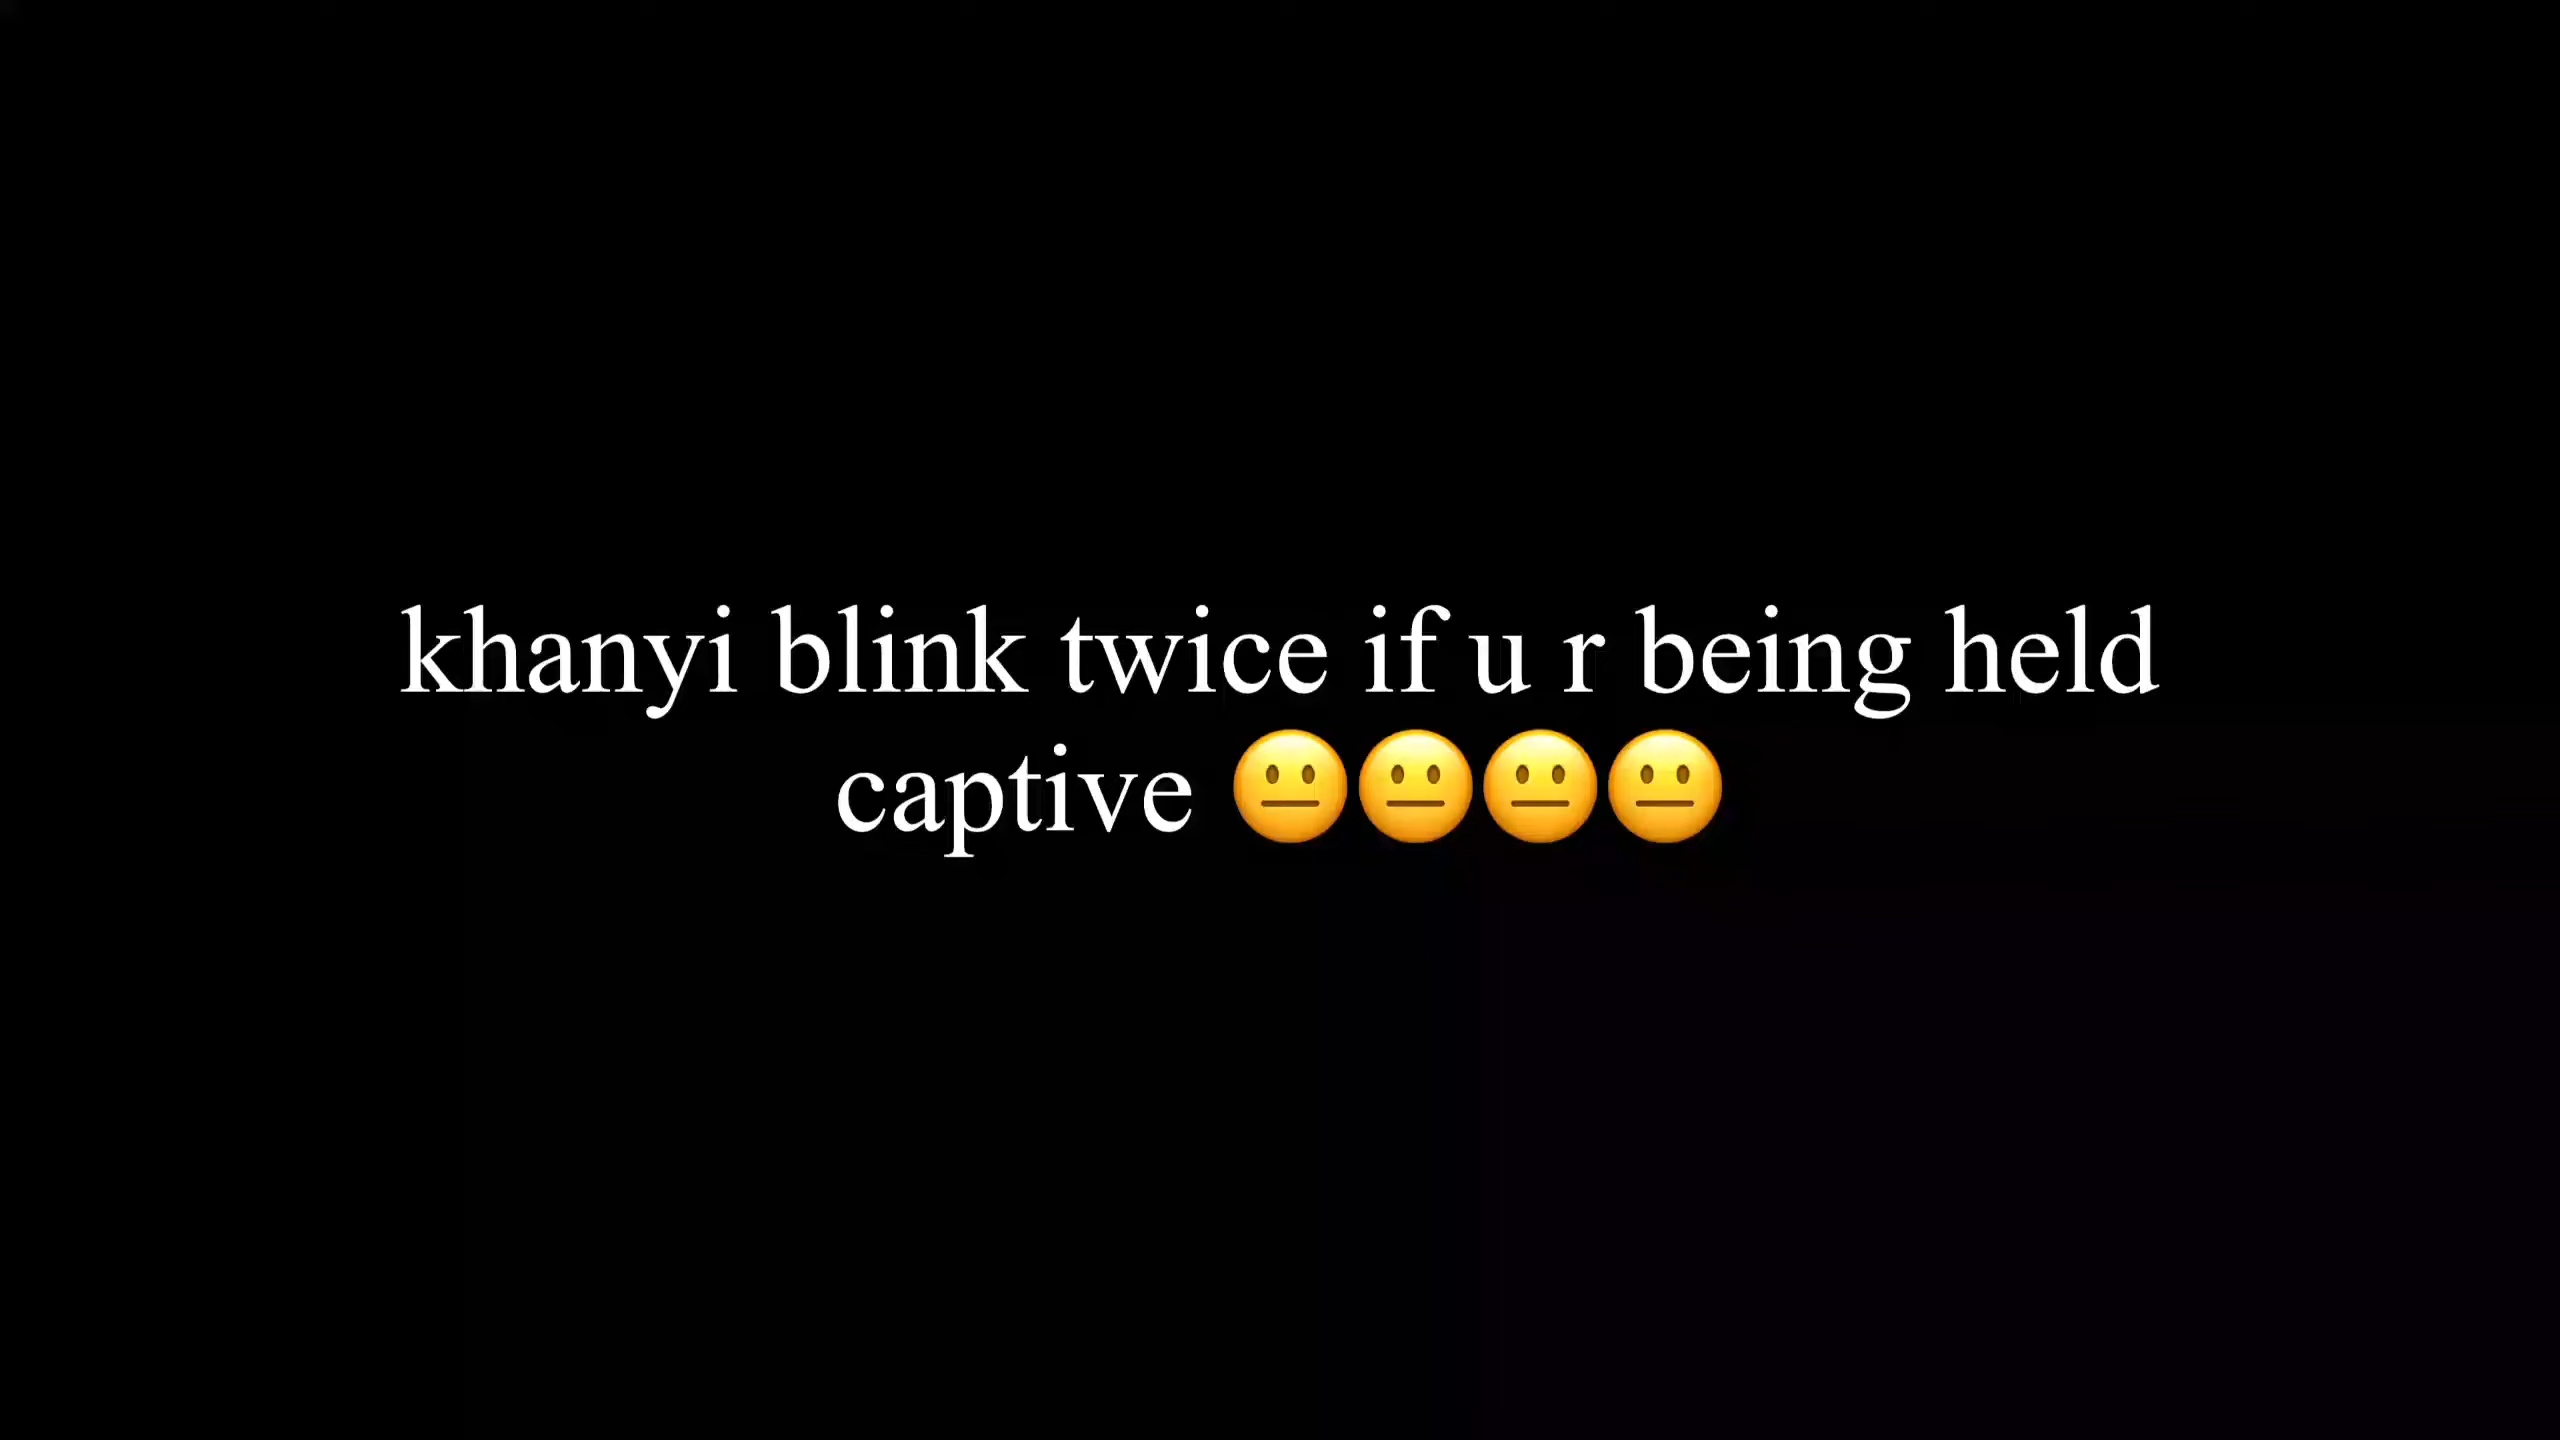 khanyi blink twice if u r being held
captive 😐😐😐😐